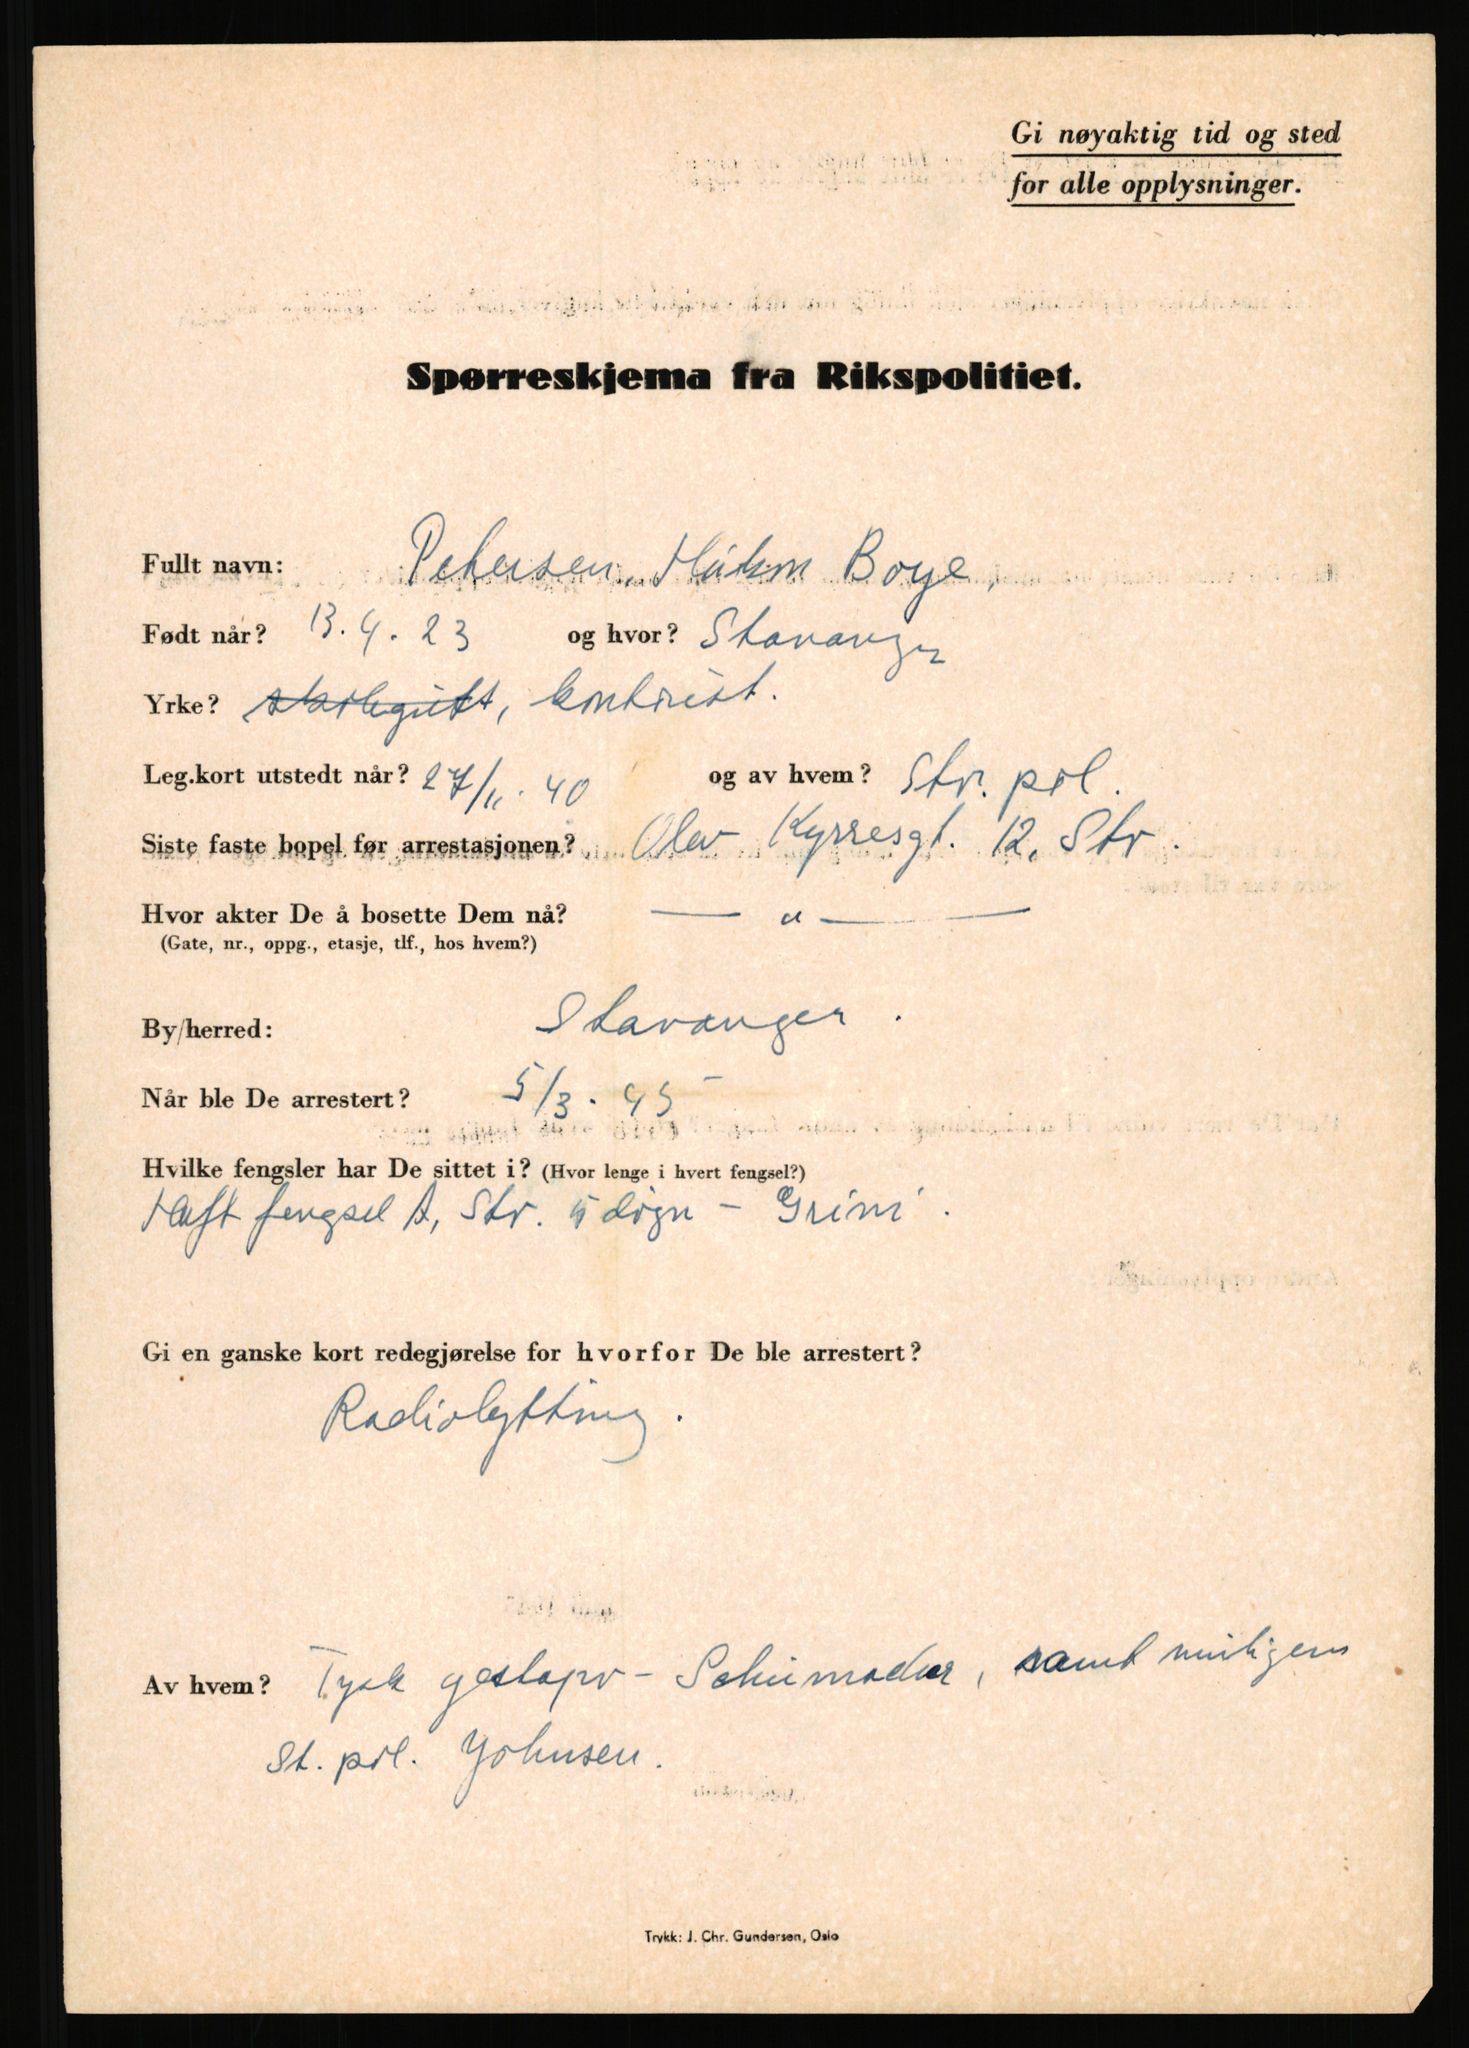 Gi nøyaktig tid og sted
for alle opplysninger.
Spørreskjema fra Rikspolitiet.
Fullt navn: Petersen, Håkon Boye,
Født når? 13.4.23 og hvor? Stavanger
Yrke? skolegutt, kontorist.
Leg.kort utstedt når? 27/11.40 og av hvem? Str. pol.
Siste faste bopel før arrestasjonen? Olav Kyrresgt. 12, Str.
Hvor akter De å bosette Dem nå? — " —
(Gate, nr., oppg., etasje, tlf., hos hvem?)
By/herred: Stavanger.
Når ble De arrestert? 5/3.45
Hvilke fengsler har De sittet i? (Hvor lenge i hvert fengsel?)
Haft fengsel A, Str. 5 døgn - Grini.
Gi en ganske kort redegjørelse for hvorfor De ble arrestert?
Radiolytting.
Av hvem? Tysk gestapo - Schumacher, samt muligens
St. pol. Johnsen.
Trykk: J. Chr. Gundersen, Oslo